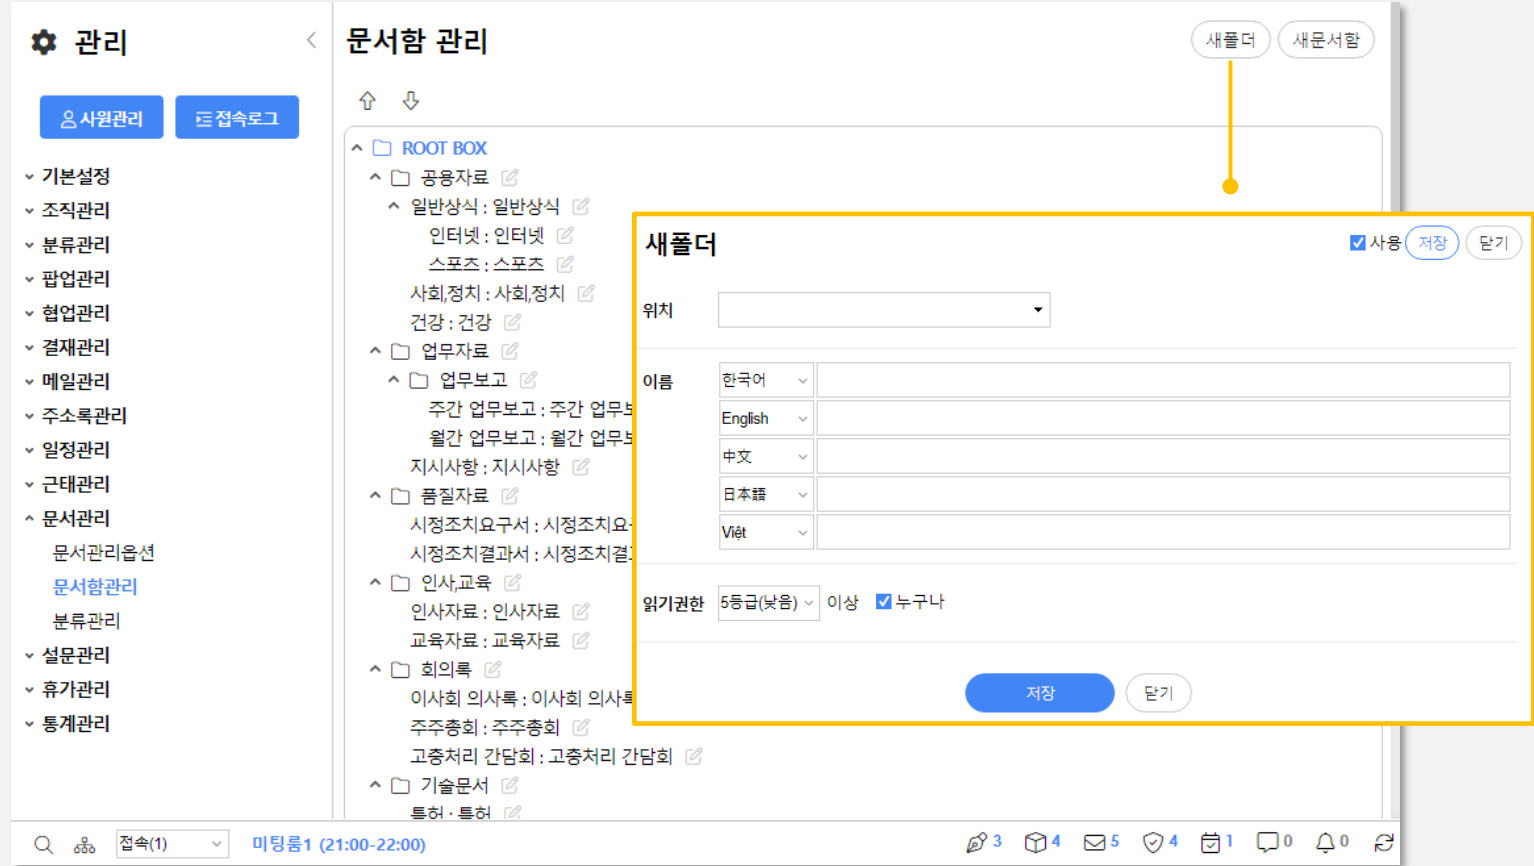 관리
사원관리
접속로그
기본설정
조직관리
분류관리
팝업관리
협업관리
결재관리
메일관리
주소록관리
일정관리
근태관리
문서관리
문서관리옵션
문서함관리
분류관리
설문관리
휴가관리
통계관리
문서함 관리
새폴더
새문서함
ROOT BOX
공용자료
일반상식 : 일반상식
인터넷 : 인터넷
스포츠 : 스포츠
사회,정치 : 사회,정치
건강 : 건강
업무자료
업무보고
주간 업무보고 : 주간 업무보
월간 업무보고 : 월간 업무보
지시사항 : 지시사항
품질자료
시정조치요구서 : 시정조치요
시정조치결과서 : 시정조치결
인사,교육
인사자료 : 인사자료
교육자료 : 교육자료
회의록
이사회 의사록 : 이사회 의사록
주주총회 : 주주총회
고충처리 간담회 : 고충처리 간담회
기술문서
특허 : 특허
새폴더
사용 저장 닫기
위치
이름
한국어
English
中文
日本語
Việt
읽기권한 5등급(낮음) 이상 누구나
저장 닫기
접속(1) 미팅룸1 (21:00-22:00) 3 4 5 4 1 0 0